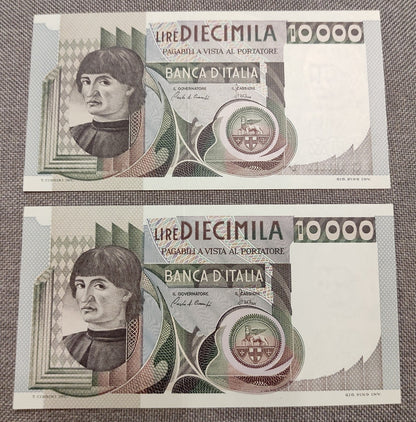 LIRE DIECIMILA 10000
PAGABILI A VISTA AL PORTATORE
BANCA D'ITALIA
IL GOVERNATORE IL CASSIERE
LIRE DIECIMILA 10000
PAGABILI A VISTA AL PORTATORE
BANCA D'ITALIA
IL GOVERNATORE IL CASSIERE